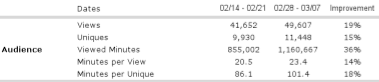 Dates 02/14 - 02/21 02/28 - 03/07 Improvement
Views 41,652 49,607 19%
Uniques 9,930 11,448 15%
Audience Viewed Minutes 855,002 1,160,667 36%
Minutes per View 20.5 23.4 14%
Minutes per Unique 86.1 101.4 18%